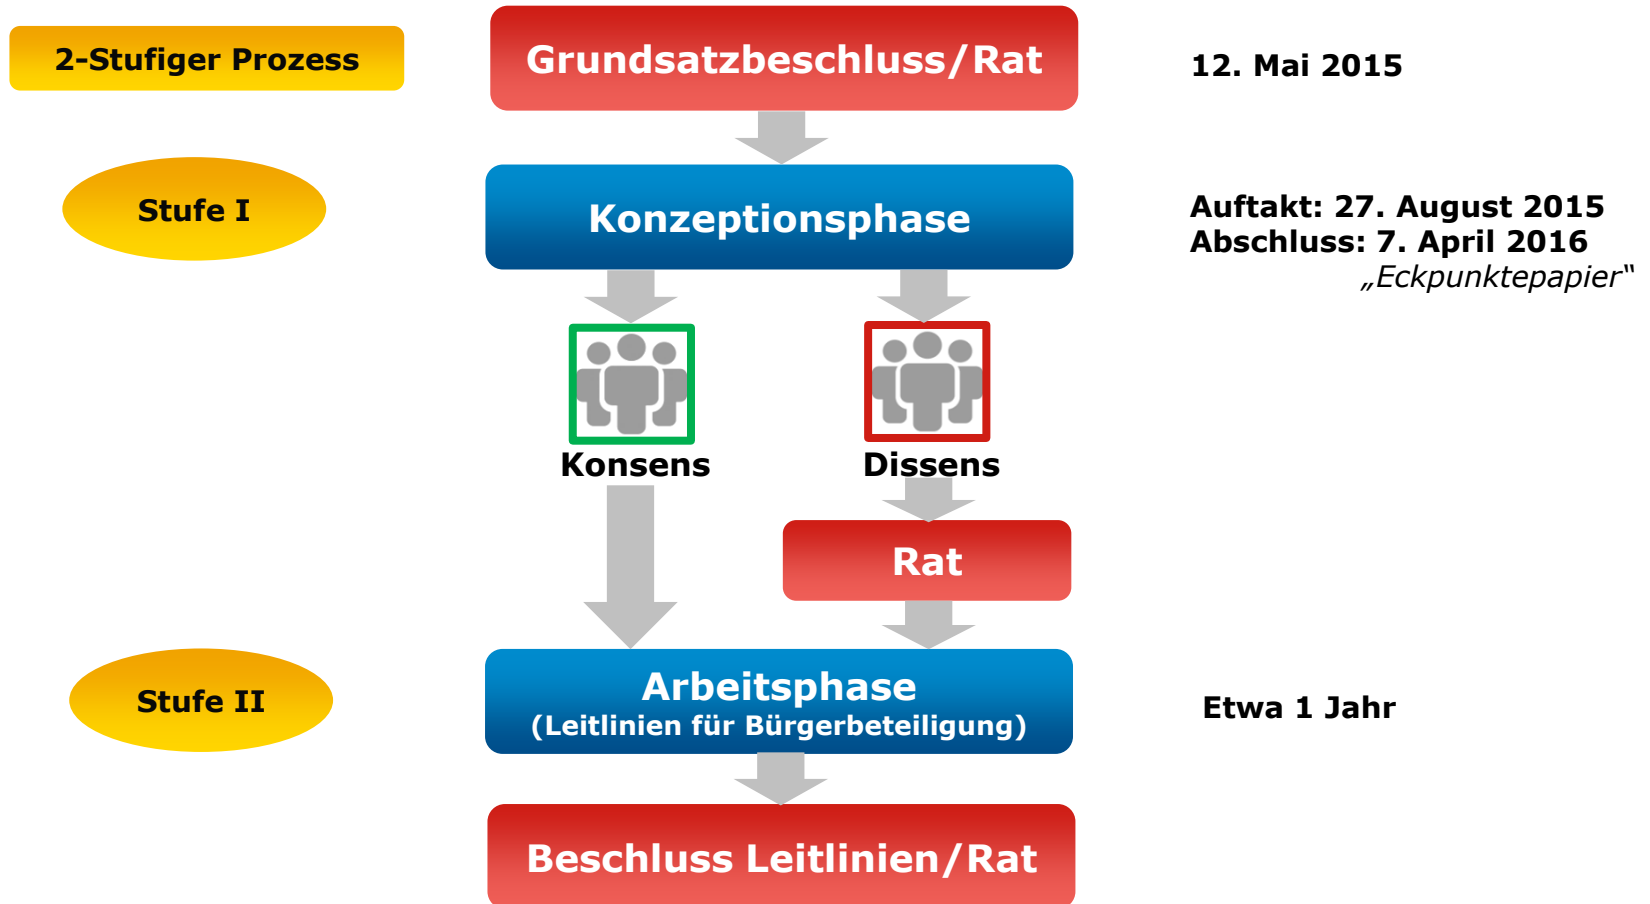 2-Stufiger Prozess
Grundsatzbeschluss/Rat
12. Mai 2015
Stufe I
Konzeptionsphase
Auftakt: 27. August 2015
Abschluss: 7. April 2016
„Eckpunktepapier“
Konsens
Dissens
Rat
Stufe II
Arbeitsphase
(Leitlinien für Bürgerbeteiligung)
Etwa 1 Jahr
Beschluss Leitlinien/Rat